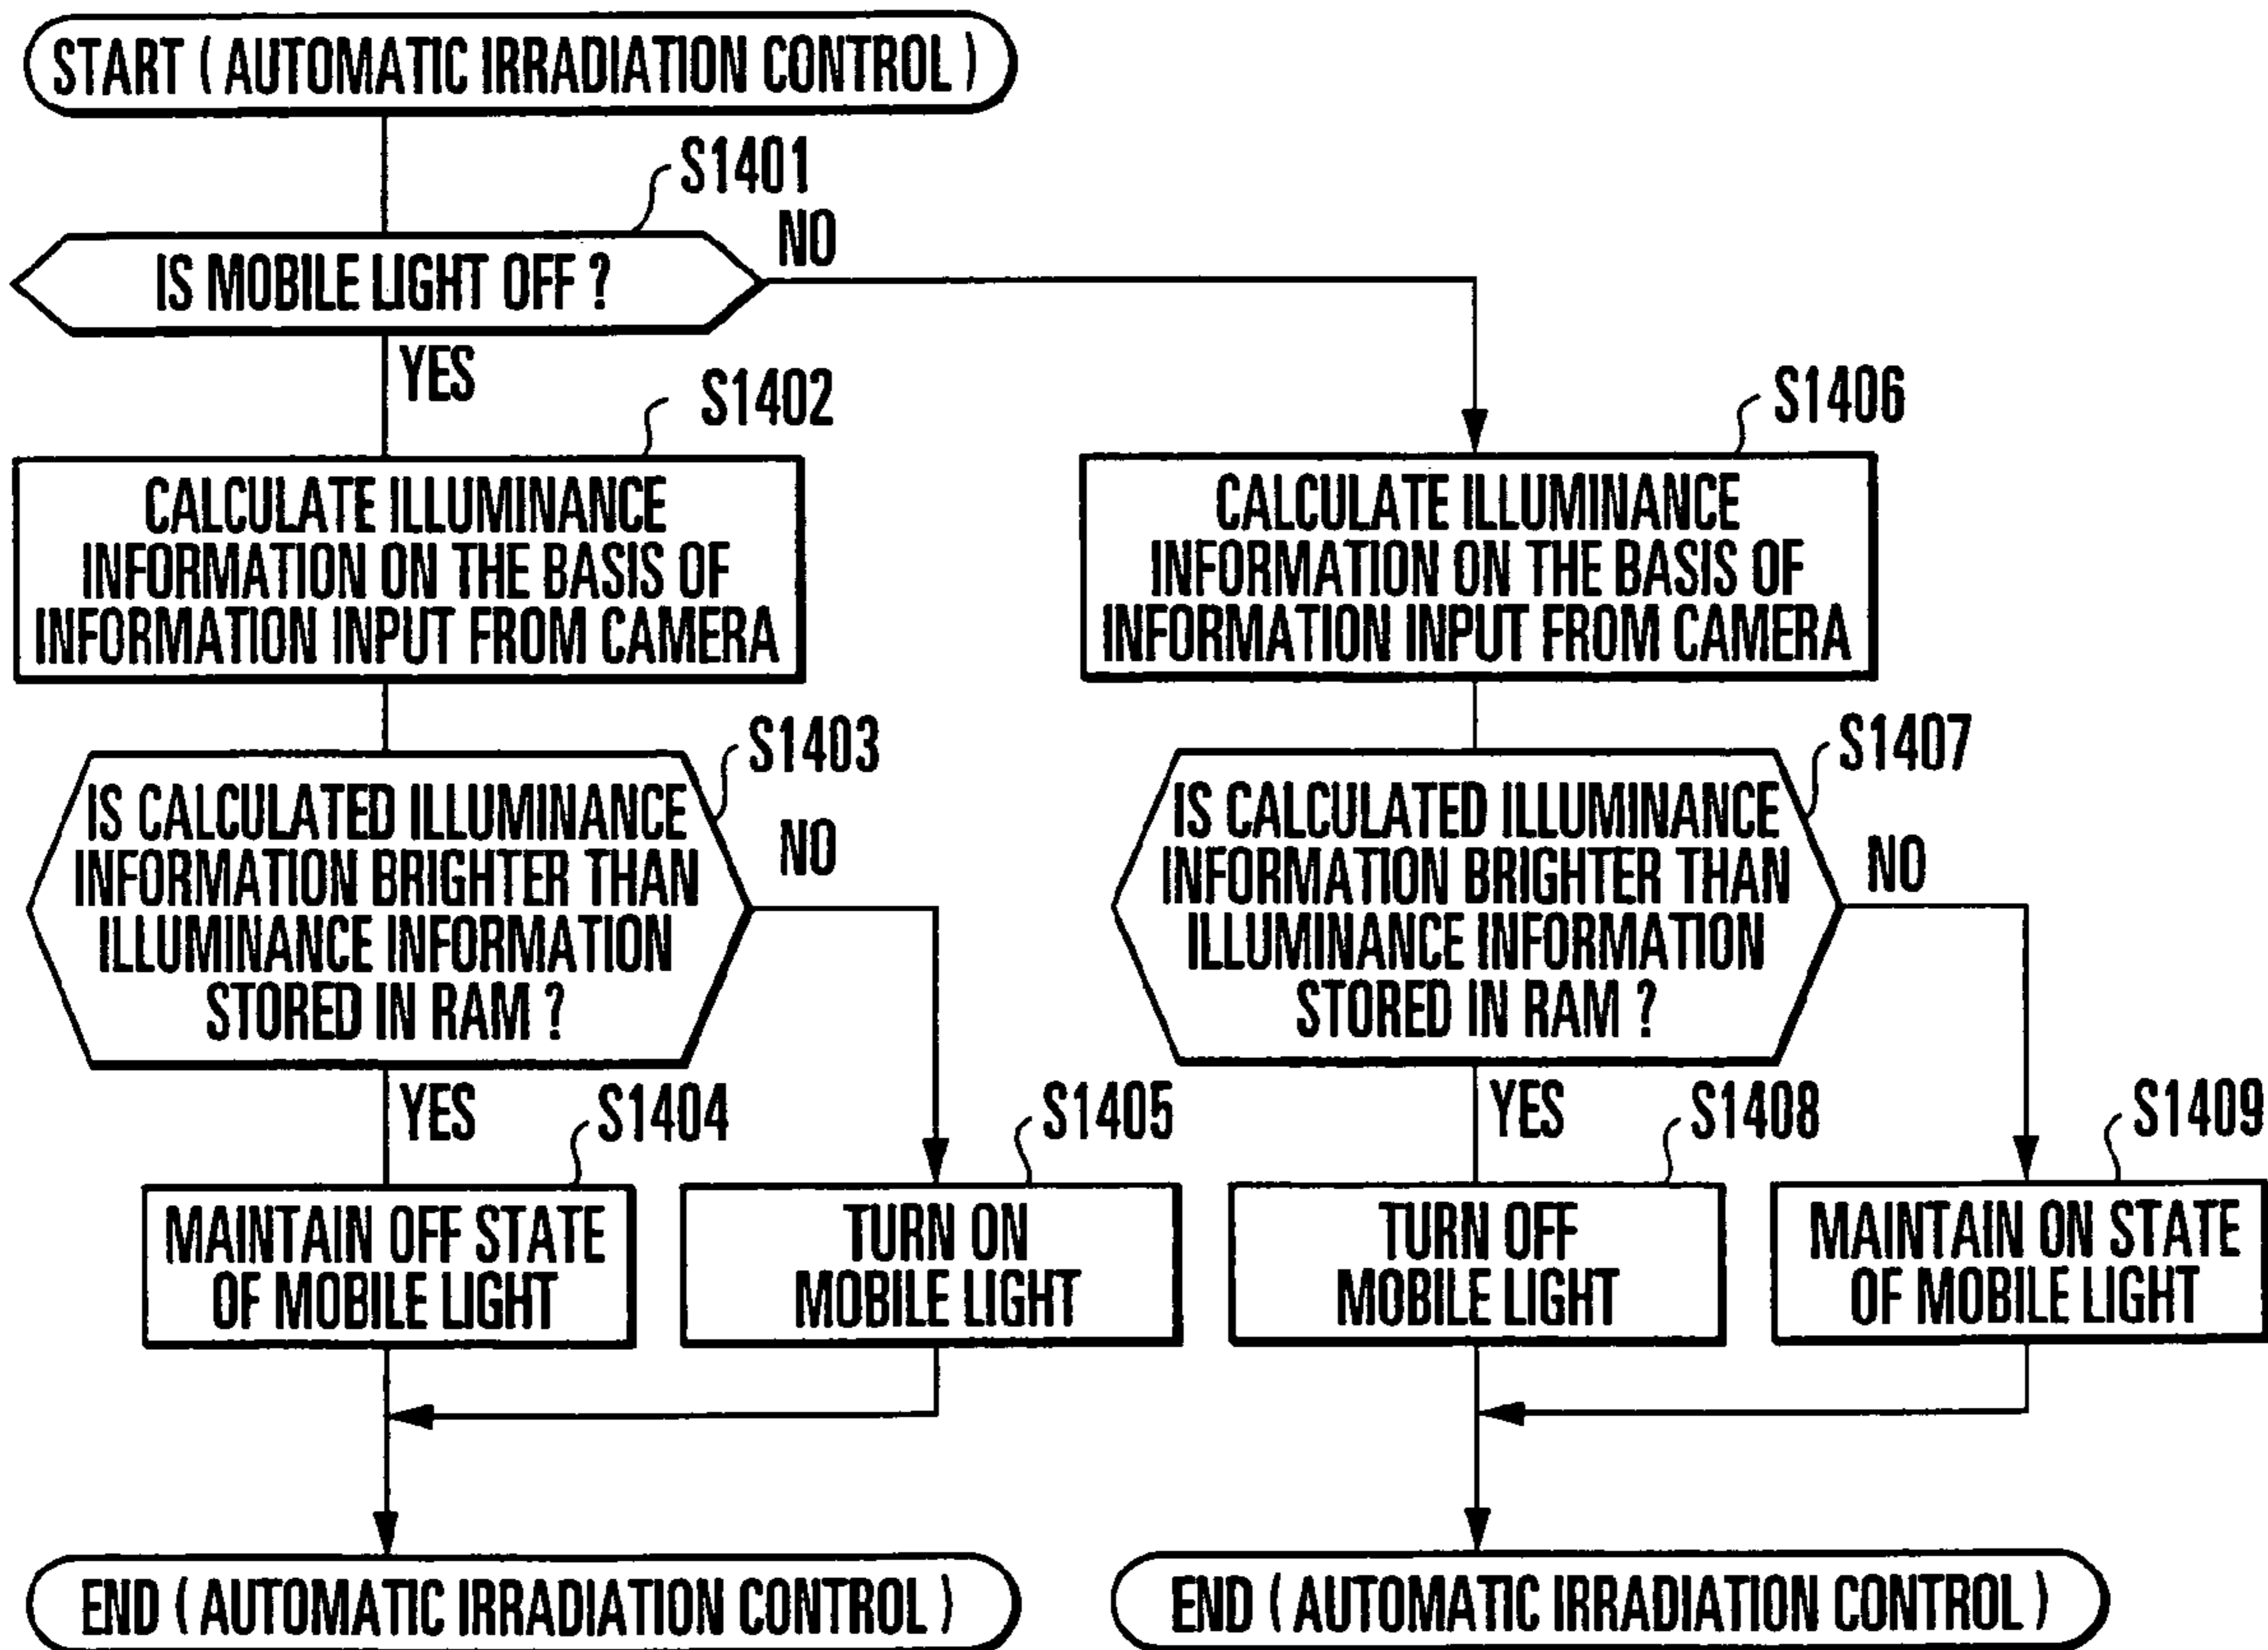 START ( AUTOMATIC IRRADIATION CONTROL )
S1401
NO
IS MOBILE LIGHT OFF ?
YES
S1402
CALCULATE ILLUMINANCE
INFORMATION ON THE BASIS OF
INFORMATION INPUT FROM CAMERA
S1403
IS CALCULATED ILLUMINANCE
INFORMATION BRIGHTER THAN
ILLUMINANCE INFORMATION
STORED IN RAM ?
NO
YES
S1404
MAINTAIN OFF STATE
OF MOBILE LIGHT
S1405
TURN ON
MOBILE LIGHT
END ( AUTOMATIC IRRADIATION CONTROL )
S1406
CALCULATE ILLUMINANCE
INFORMATION ON THE BASIS OF
INFORMATION INPUT FROM CAMERA
S1407
IS CALCULATED ILLUMINANCE
INFORMATION BRIGHTER THAN
ILLUMINANCE INFORMATION
STORED IN RAM ?
NO
YES
S1408
TURN OFF
MOBILE LIGHT
S1409
MAINTAIN ON STATE
OF MOBILE LIGHT
END ( AUTOMATIC IRRADIATION CONTROL )